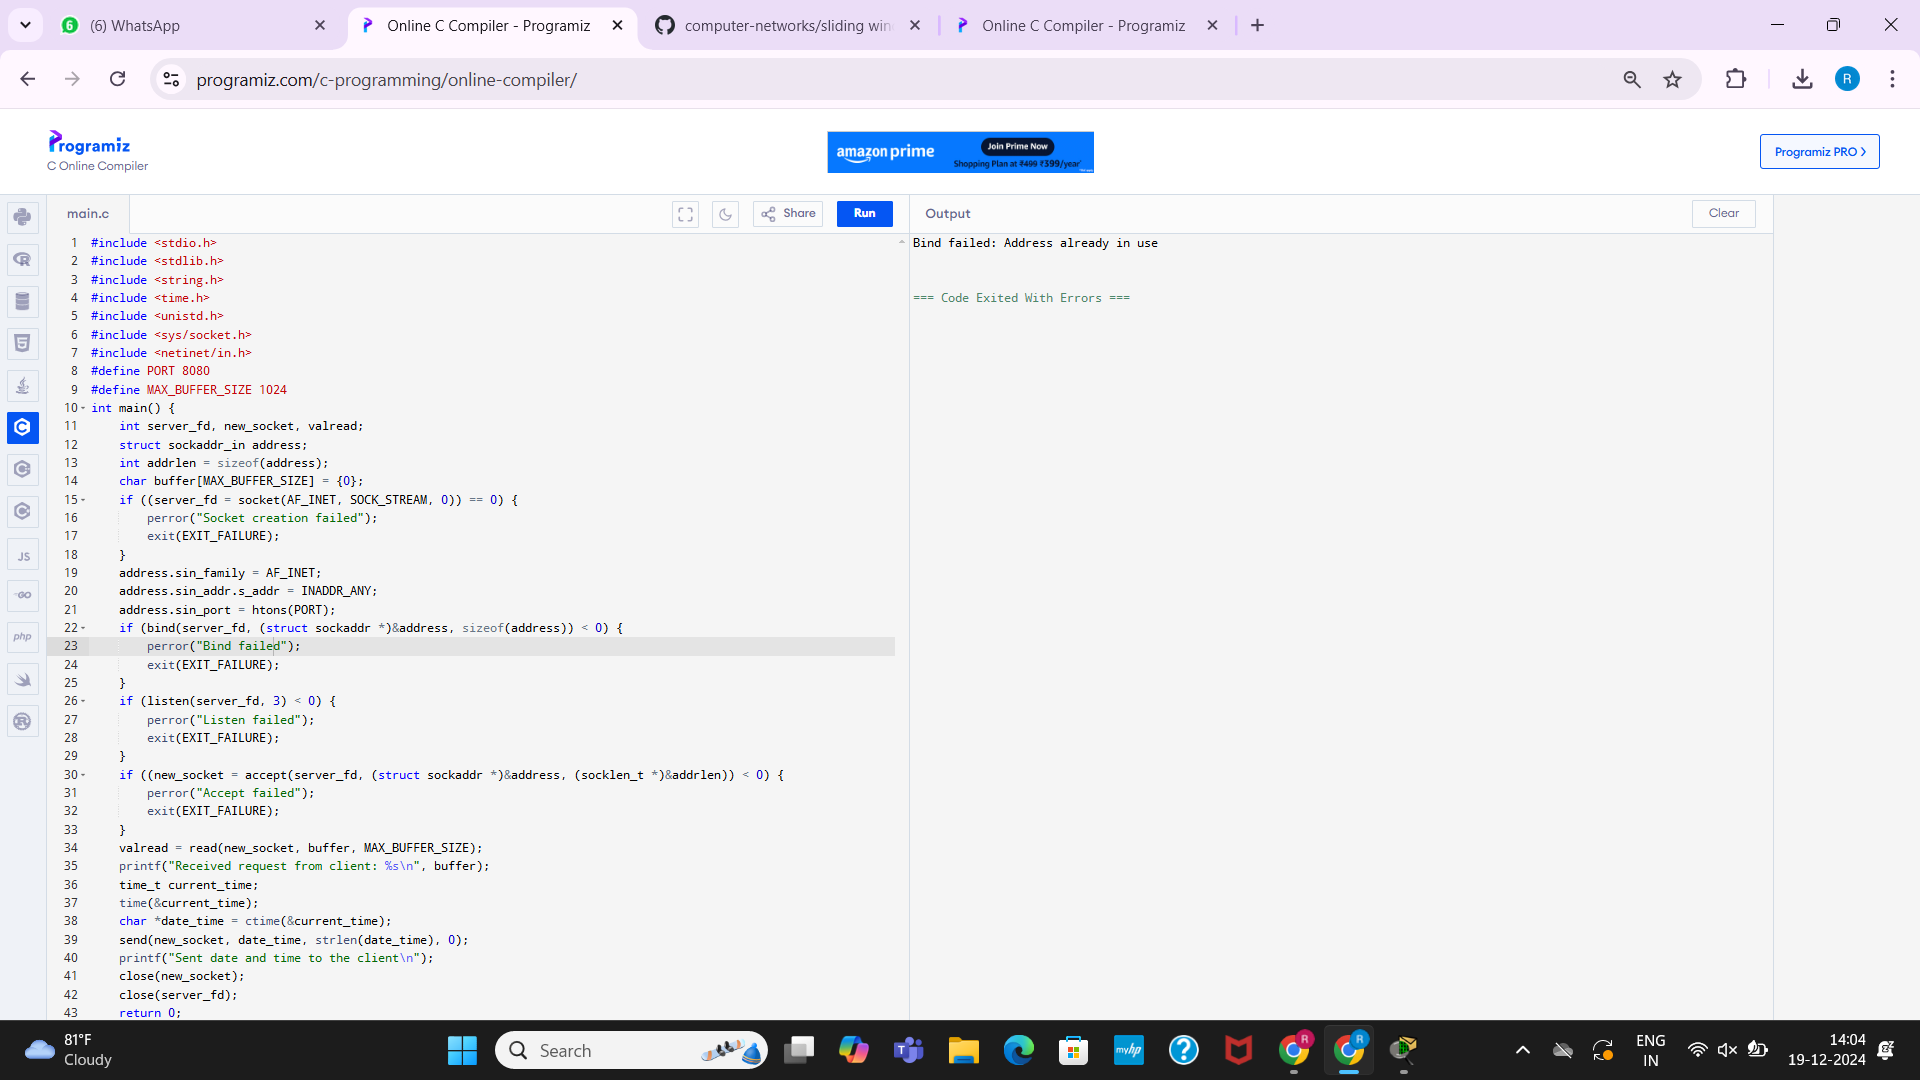 (6) WhatsApp
Online C Compiler - Programiz
computer-networks/sliding win
Online C Compiler - Programiz
programiz.com/c-programming/online-compiler/
R
Programiz
C Online Compiler
amazon prime
Join Prime Now
Shopping Plan at ₹499 ₹399/year*
Programiz PRO
main.c
Share
Run
Output
Clear
1 #include <stdio.h>
2 #include <stdlib.h>
3 #include <string.h>
4 #include <time.h>
5 #include <unistd.h>
6 #include <sys/socket.h>
7 #include <netinet/in.h>
8 #define PORT 8080
9 #define MAX_BUFFER_SIZE 1024
10 int main() {
11 int server_fd, new_socket, valread;
12 struct sockaddr_in address;
13 int addrlen = sizeof(address);
14 char buffer[MAX_BUFFER_SIZE] = {0};
15 if ((server_fd = socket(AF_INET, SOCK_STREAM, 0)) == 0) {
16 perror("Socket creation failed");
17 exit(EXIT_FAILURE);
18 }
19 address.sin_family = AF_INET;
20 address.sin_addr.s_addr = INADDR_ANY;
21 address.sin_port = htons(PORT);
22 if (bind(server_fd, (struct sockaddr *)&address, sizeof(address)) < 0) {
23 perror("Bind failed");
24 exit(EXIT_FAILURE);
25 }
26 if (listen(server_fd, 3) < 0) {
27 perror("Listen failed");
28 exit(EXIT_FAILURE);
29 }
30 if ((new_socket = accept(server_fd, (struct sockaddr *)&address, (socklen_t *)&addrlen)) < 0) {
31 perror("Accept failed");
32 exit(EXIT_FAILURE);
33 }
34 valread = read(new_socket, buffer, MAX_BUFFER_SIZE);
35 printf("Received request from client: %s\n", buffer);
36 time_t current_time;
37 time(&current_time);
38 char *date_time = ctime(&current_time);
39 send(new_socket, date_time, strlen(date_time), 0);
40 printf("Sent date and time to the client\n");
41 close(new_socket);
42 close(server_fd);
43 return 0;
Bind failed: Address already in use
=== Code Exited With Errors ===
JS
GO
php
81°F
Cloudy
Search
myhp
R
R
ENG
IN
14:04
19-12-2024